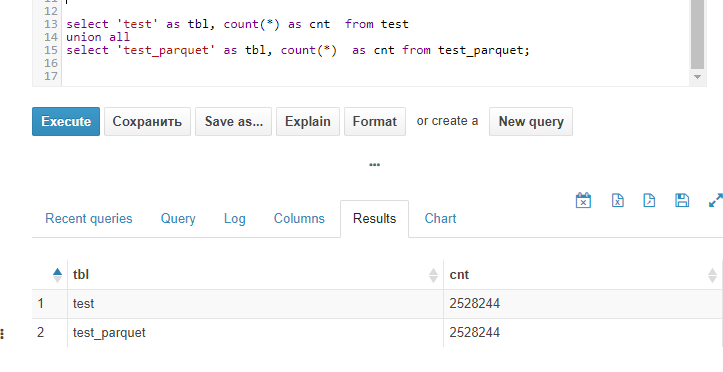 11
12
13 select 'test' as tbl, count(*) as cnt  from test
14 union all
15 select 'test_parquet' as tbl, count(*)  as cnt from test_parquet;
16
17
Execute Сохранить Save as... Explain Format or create a New query
...
Recent queries Query Log Columns Results Chart
tbl cnt
1 test 2528244
2 test_parquet 2528244